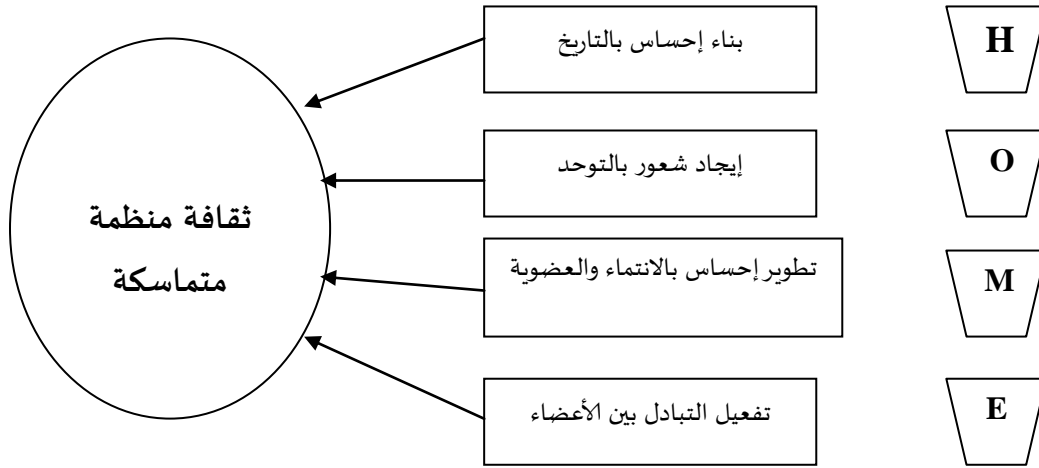 H
بناء إحساس بالتاريخ
O
إيجاد شعور بالتوحد
ثقافة منظمة
متماسكة
M
تطوير إحساس بالانتماء والعضوية
E
تفعيل التبادل بين الأعضاء